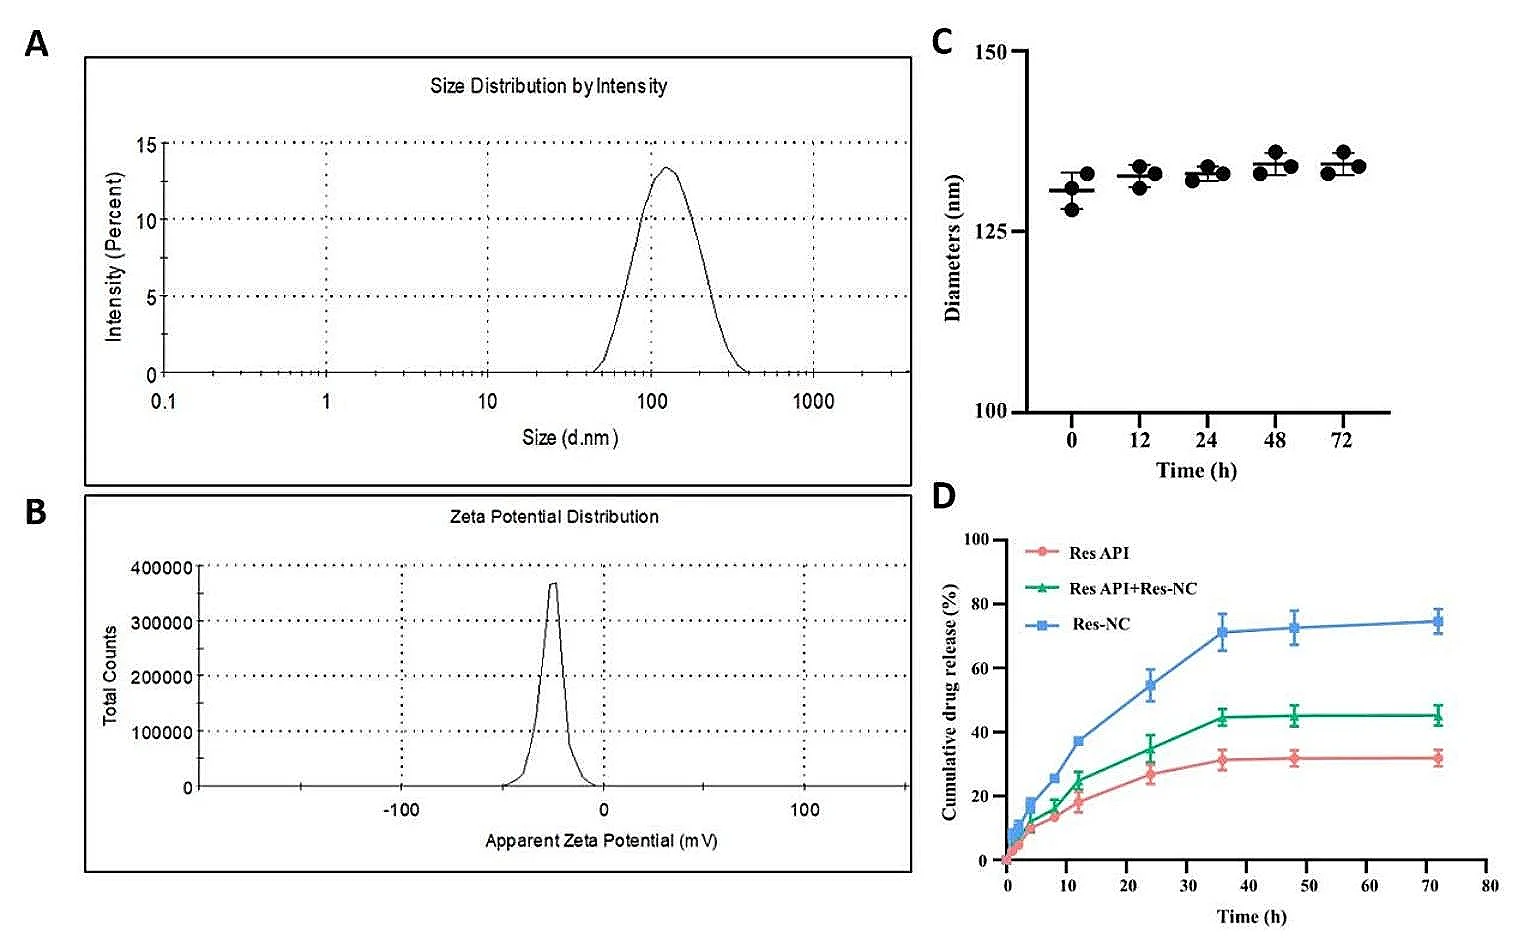 A
Size Distribution by Intensity
Intensity (Percent)
15
10
5
0
0.1 1 10 100 1000
Size (d.nm)
B
Zeta Potential Distribution
Total Counts
400000
300000
200000
100000
0
-100 0 100
Apparent Zeta Potential (mV)
C
Diameters (nm)
150
125
100
0 12 24 48 72
Time (h)
D
Cumulative drug release (%)
100
80
60
40
20
0
Res API
Res API+Res-NC
Res-NC
0 10 20 30 40 50 60 70 80
Time (h)